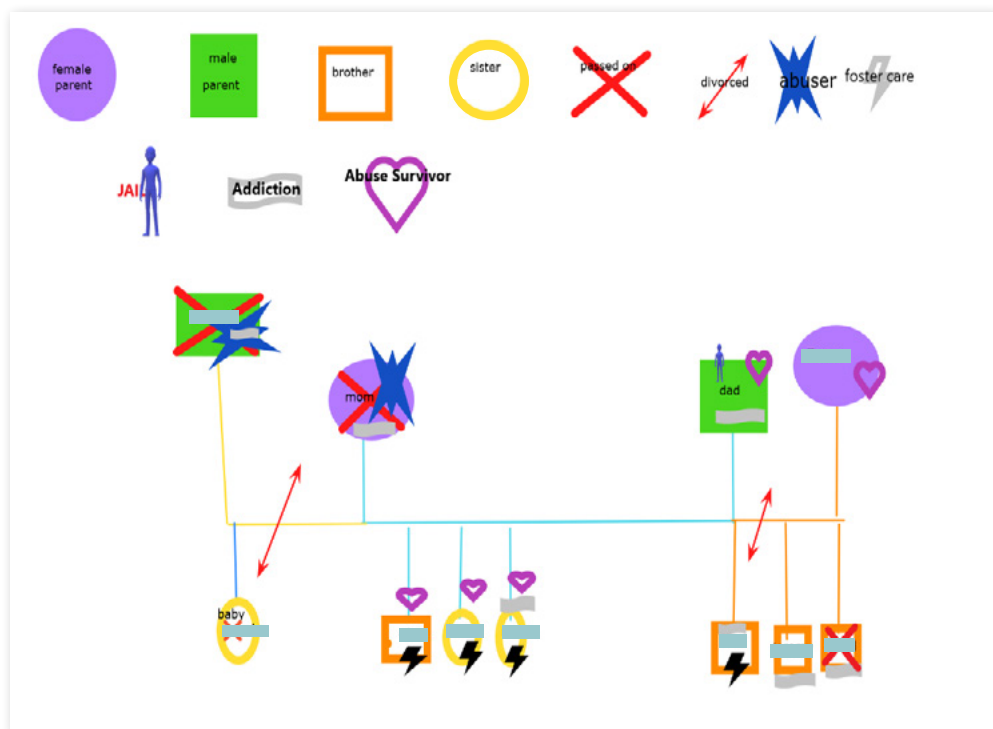 female
parent
male
parent
brother
sister
passed on
divorced
abuser
foster care
JAIL
Addiction
Abuse Survivor
mom
dad
baby